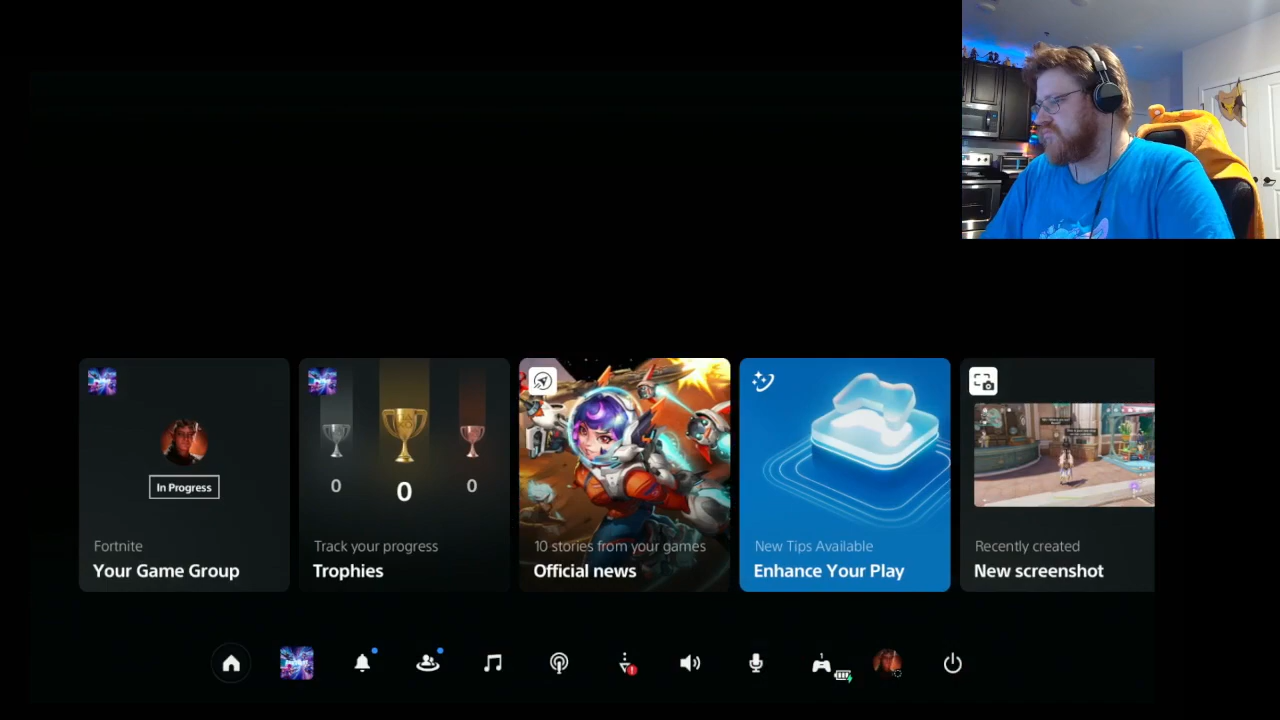 In Progress
Fortnite
Your Game Group
0
0
0
Track your progress
Trophies
10 stories from your games
Official news
New Tips Available
Enhance Your Play
Recently created
New screenshot
1